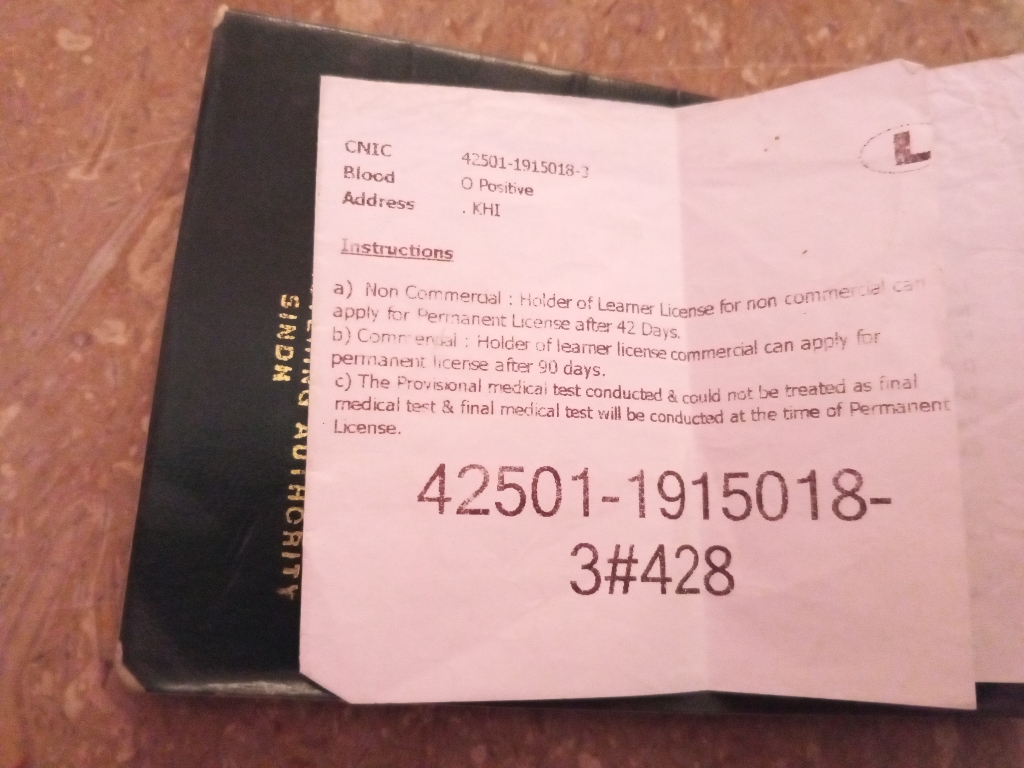 L
CNIC 42501-1915018-3
Blood O Positive
Address . KHI
Instructions
a) Non Commercial : Holder of Learner License for non commercial can
apply for Permanent License after 42 Days.
b) Commercial : Holder of learner license commercial can apply for
permanent license after 90 days.
c) The Provisional medical test conducted & could not be treated as final
medical test & final medical test will be conducted at the time of Permanent
License.
42501-1915018-
3#428
AUTHORITY
SINDH